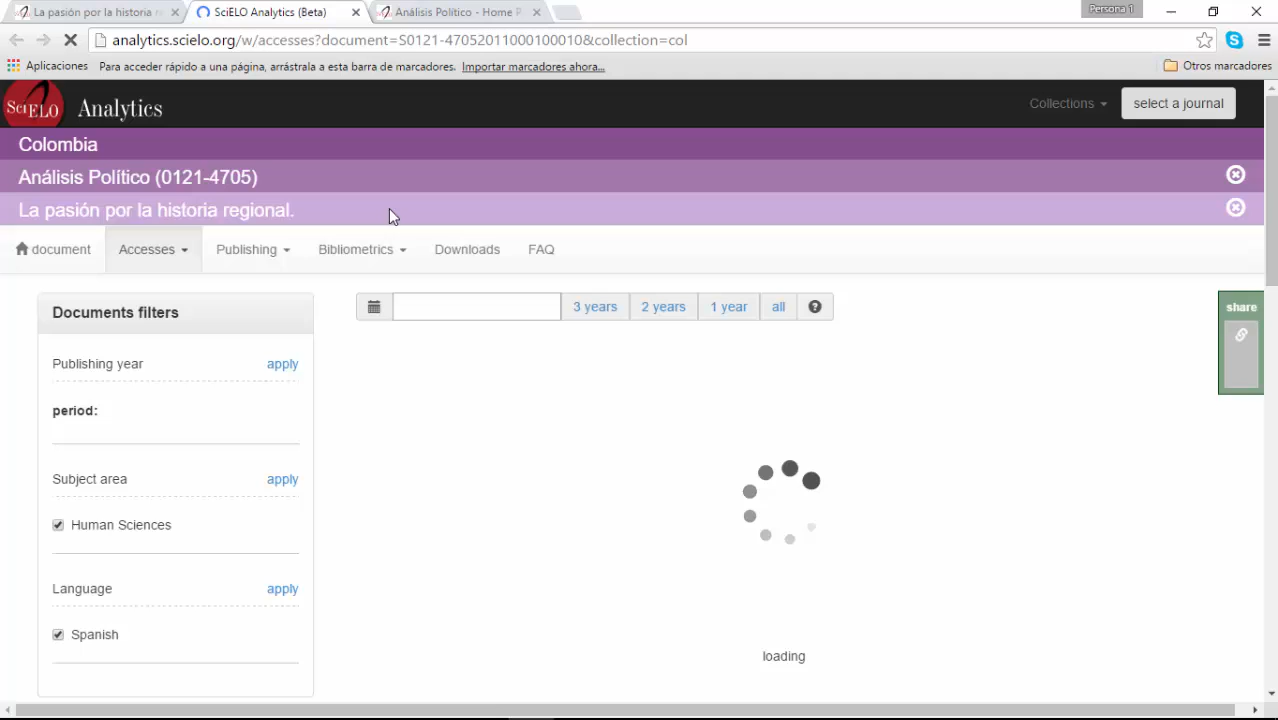 La pasión por la historia re
SciELO Analytics (Beta)
Análisis Político - Home P
Persona 1
analytics.scielo.org/w/accesses?document=S0121-47052011000100010&collection=col
Aplicaciones
Para acceder rápido a una página, arrástrala a esta barra de marcadores.
Importar marcadores ahora...
Otros marcadores
SciELO
Analytics
Collections
select a journal
Colombia
Análisis Político (0121-4705)
La pasión por la historia regional.
document
Accesses
Publishing
Bibliometrics
Downloads
FAQ
Documents filters
3 years
2 years
1 year
all
share
Publishing year
apply
period:
Subject area
apply
Human Sciences
Language
apply
Spanish
loading